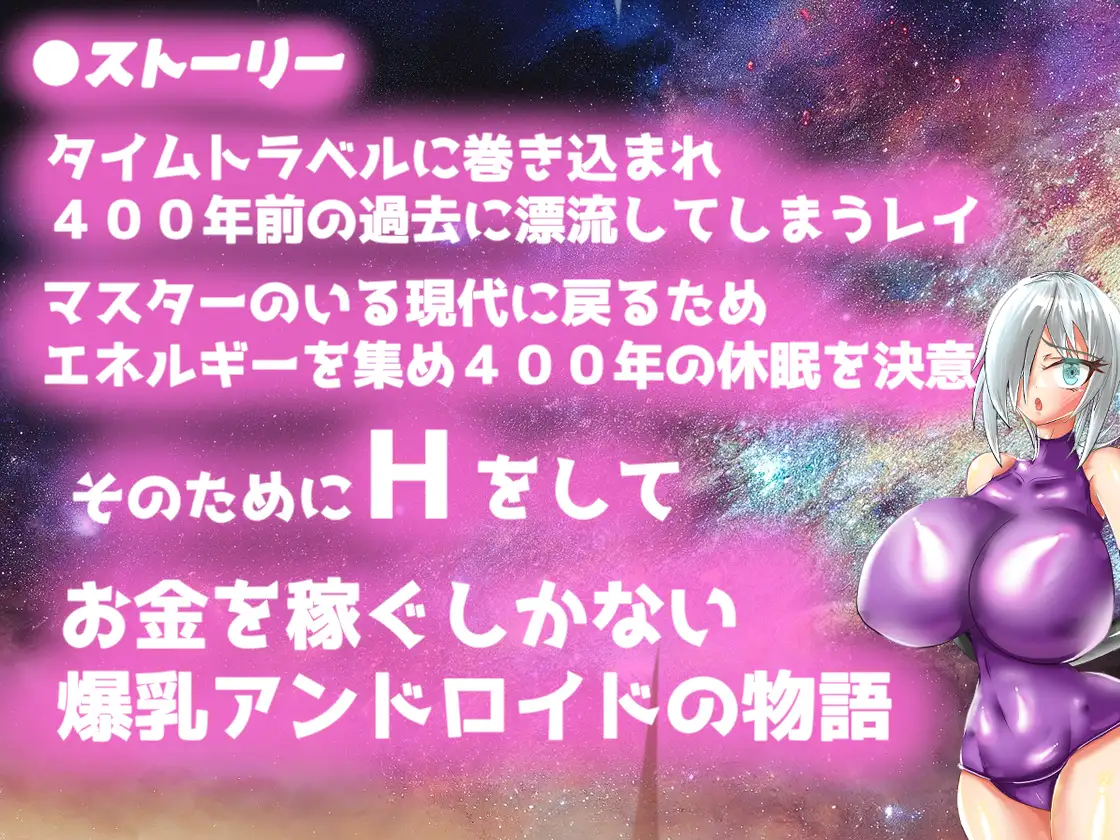 ●ストーリー
タイムトラベルに巻き込まれ
４００年前の過去に漂流してしまうレイ
マスターのいる現代に戻るため
エネルギーを集め４００年の休眠を決意
そのためにHをして
お金を稼ぐしかない
爆乳アンドロイドの物語